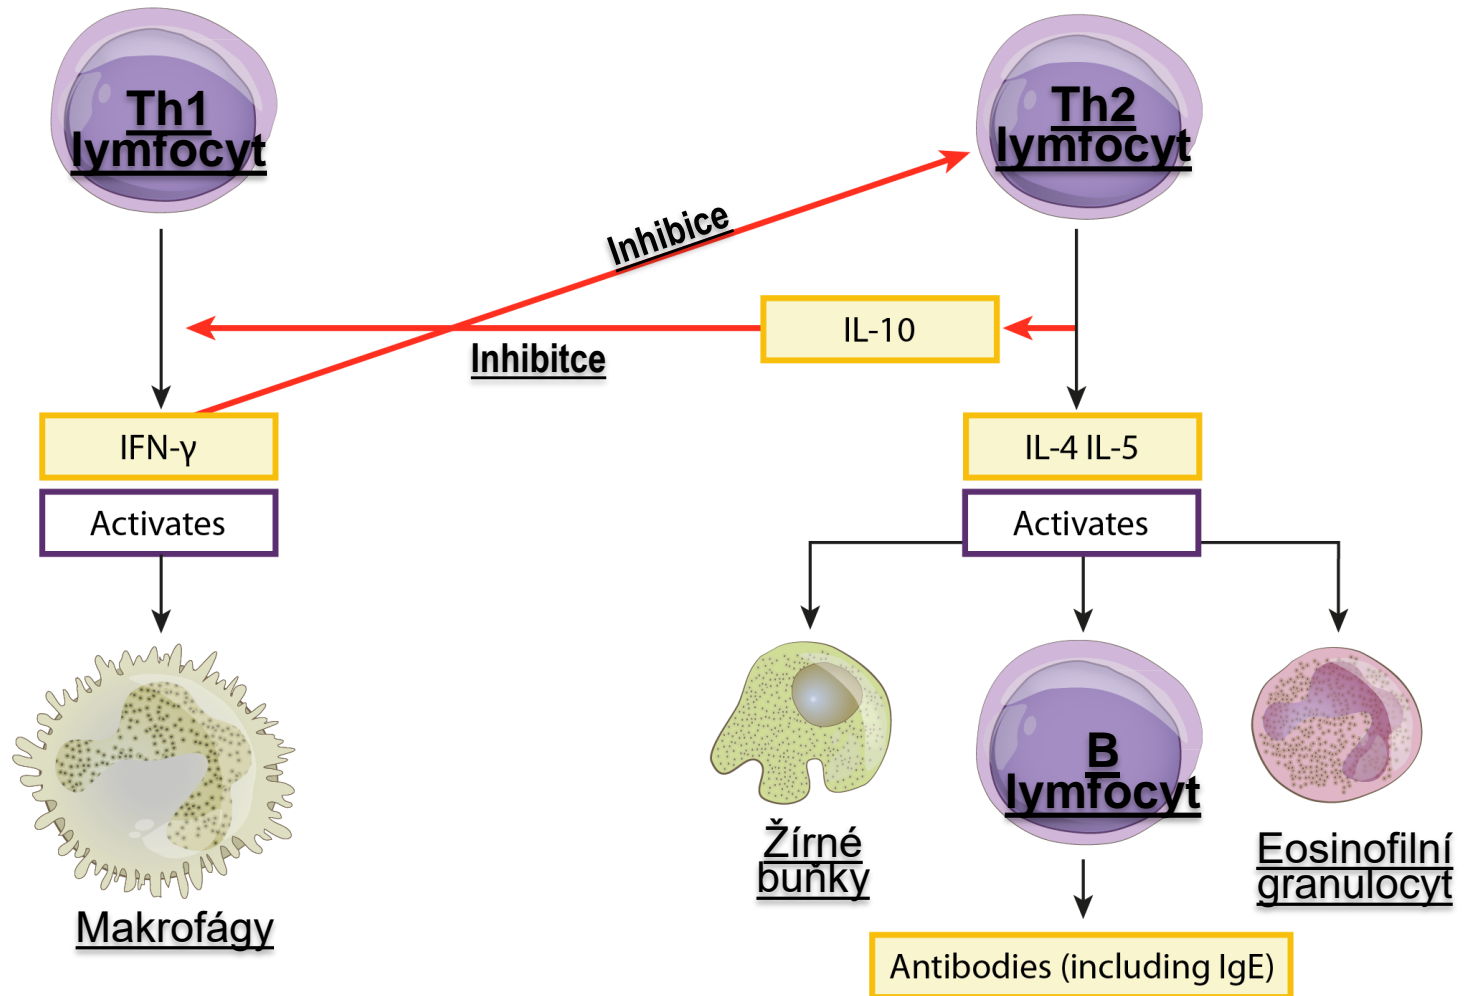 Th1
lymfocyt
Th2
lymfocyt
Inhibice
IL-10
Inhibitce
IFN-γ
IL-4 IL-5
Activates
Activates
B
lymfocyt
Žírné
buňky
Eosinofilní
granulocyt
Makrofágy
Antibodies (including IgE)